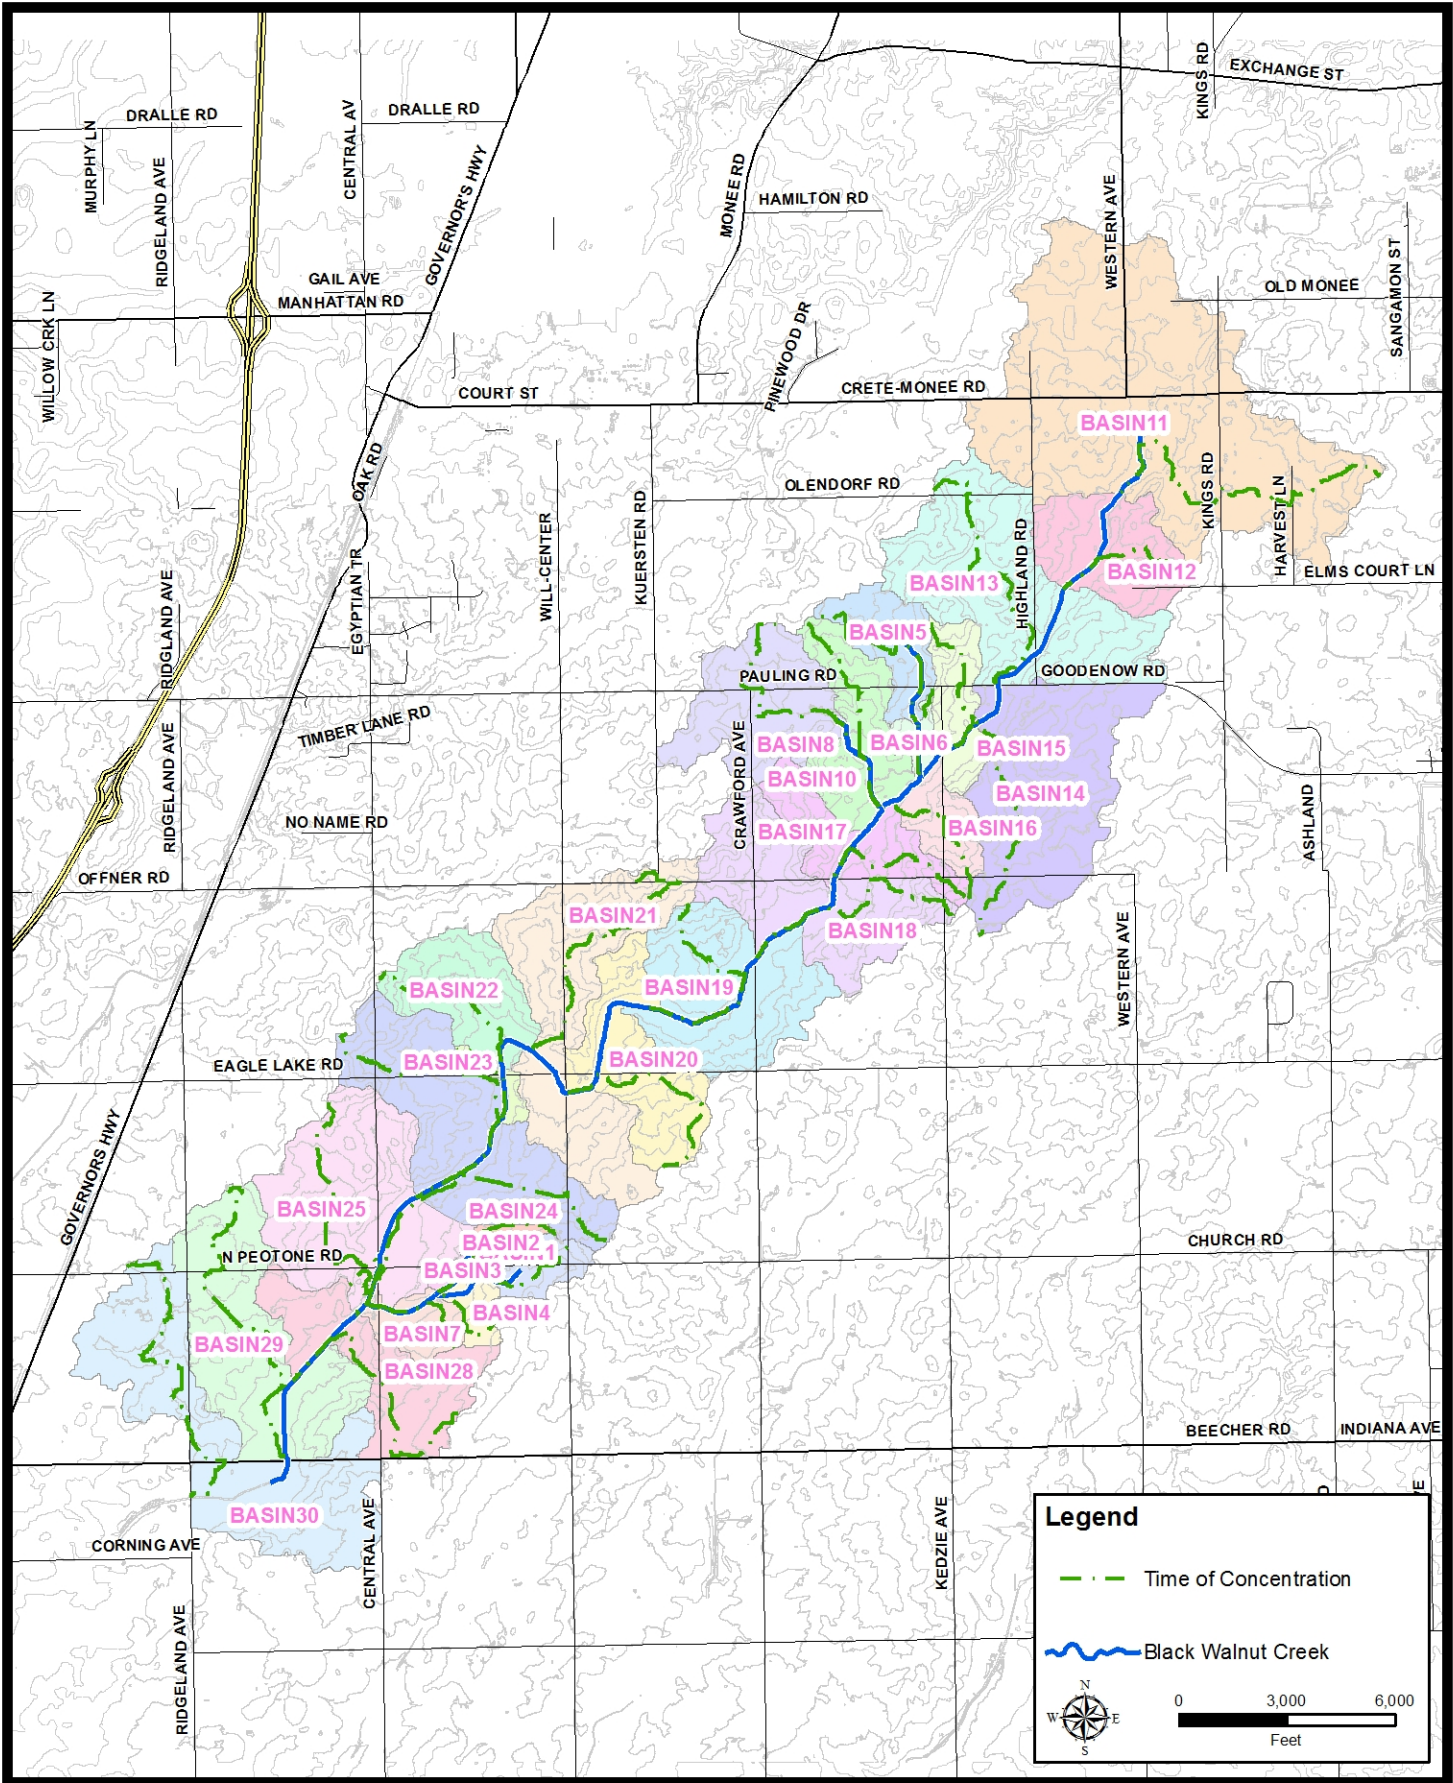 EXCHANGE ST
KINGS RD
DRALLE RD
DRALLE RD
CENTRAL AV
MURPHY LN
RIDGELAND AVE
GOVERNOR'S HWY
MONEE RD
HAMILTON RD
WESTERN AVE
GAIL AVE
MANHATTAN RD
OLD MONEE
SANGAMON ST
WILLOW CRK LN
PINEWOOD DR
COURT ST
CRETE-MONEE RD
BASIN11
OAK RD
OLENDORF RD
KINGS RD
HARVEST LN
KUERSTEN RD
WILL-CENTER
HIGHLAND RD
EGYPTIAN TR
BASIN13
BASIN12
ELMS COURT LN
RIDGLAND AVE
BASIN5
PAULING RD
GOODENOW RD
TIMBER LANE RD
RIDGELAND AVE
CRAWFORD AVE
BASIN8
BASIN6
BASIN15
BASIN10
BASIN14
NO NAME RD
BASIN17
BASIN16
ASHLAND
OFFNER RD
BASIN21
BASIN18
WESTERN AVE
BASIN22
BASIN19
EAGLE LAKE RD
BASIN23
BASIN20
GOVERNORS HWY
BASIN25
BASIN24
BASIN2
BASIN1
N PEOTONE RD
CHURCH RD
BASIN3
BASIN4
BASIN29
BASIN7
BASIN28
BEECHER RD
INDIANA AVE
BASIN30
CORNING AVE
CENTRAL AVE
KEDZIE AVE
RIDGELAND AVE
Legend
Time of Concentration
Black Walnut Creek
N
W E
S
0 3,000 6,000
Feet